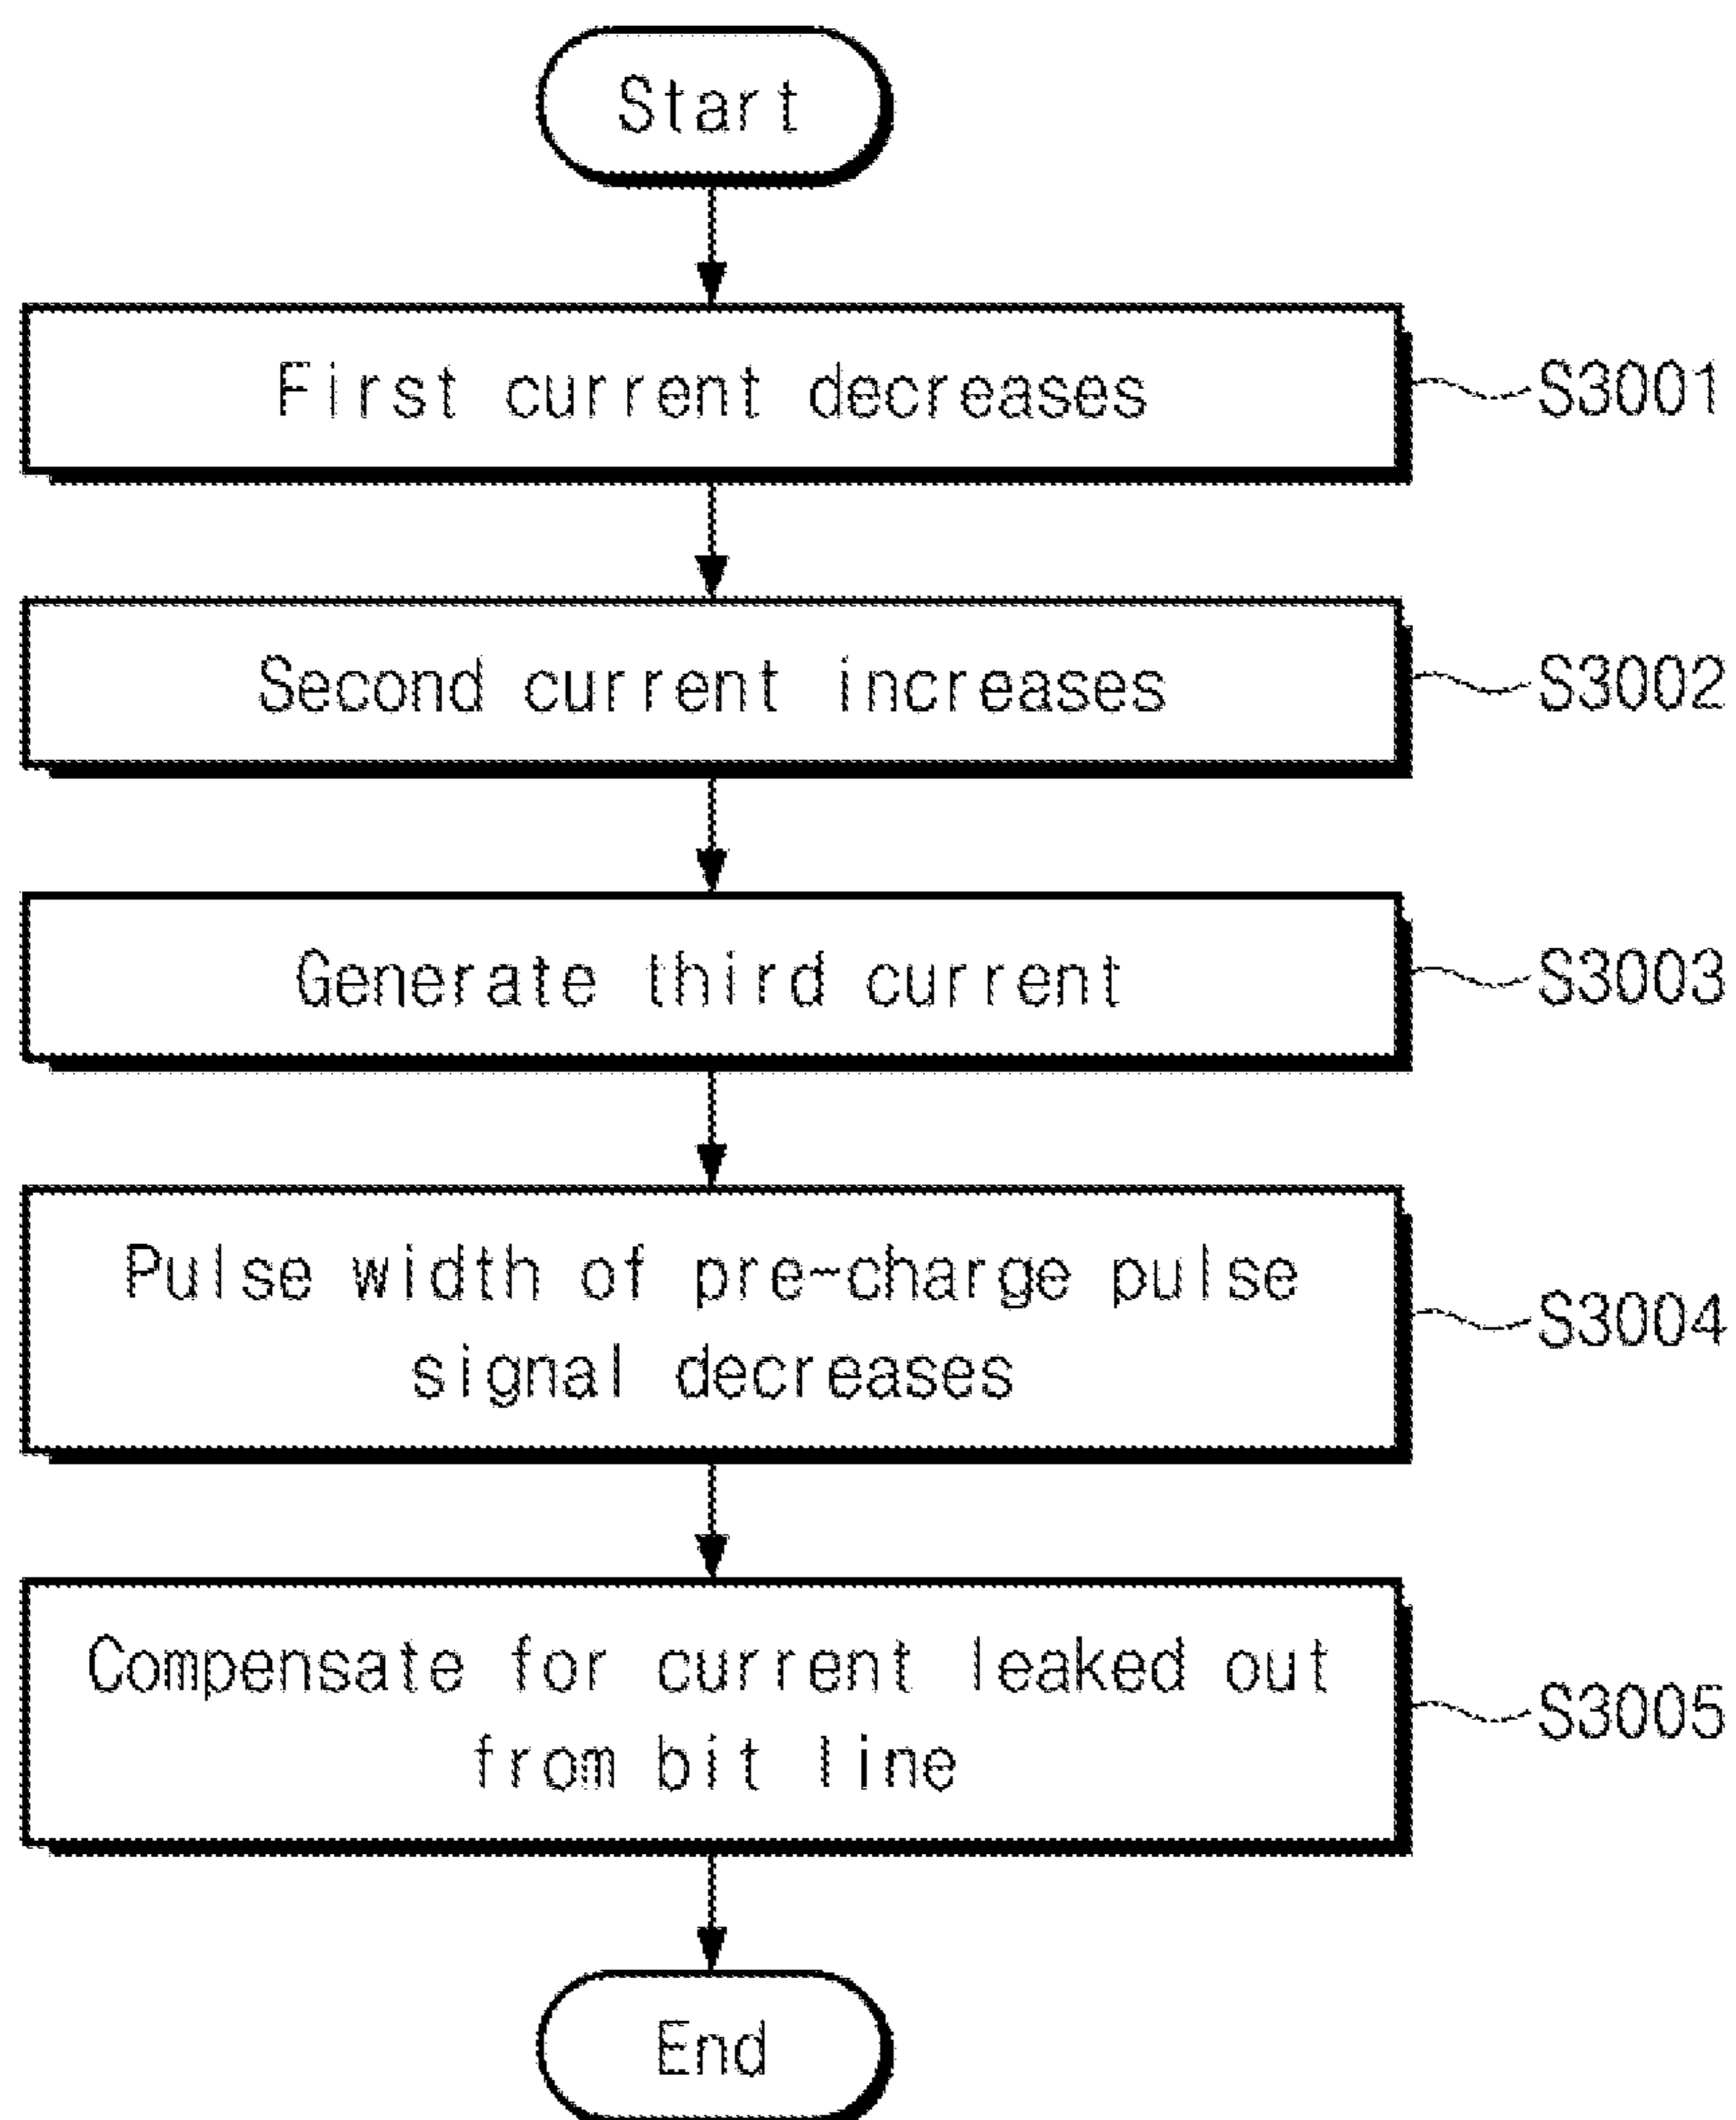 Start
First current decreases
S3001
Second current increases
S3002
Generate third current
S3003
Pulse width of pre-charge pulse
signal decreases
S3004
Compensate for current leaked out
from bit line
S3005
End